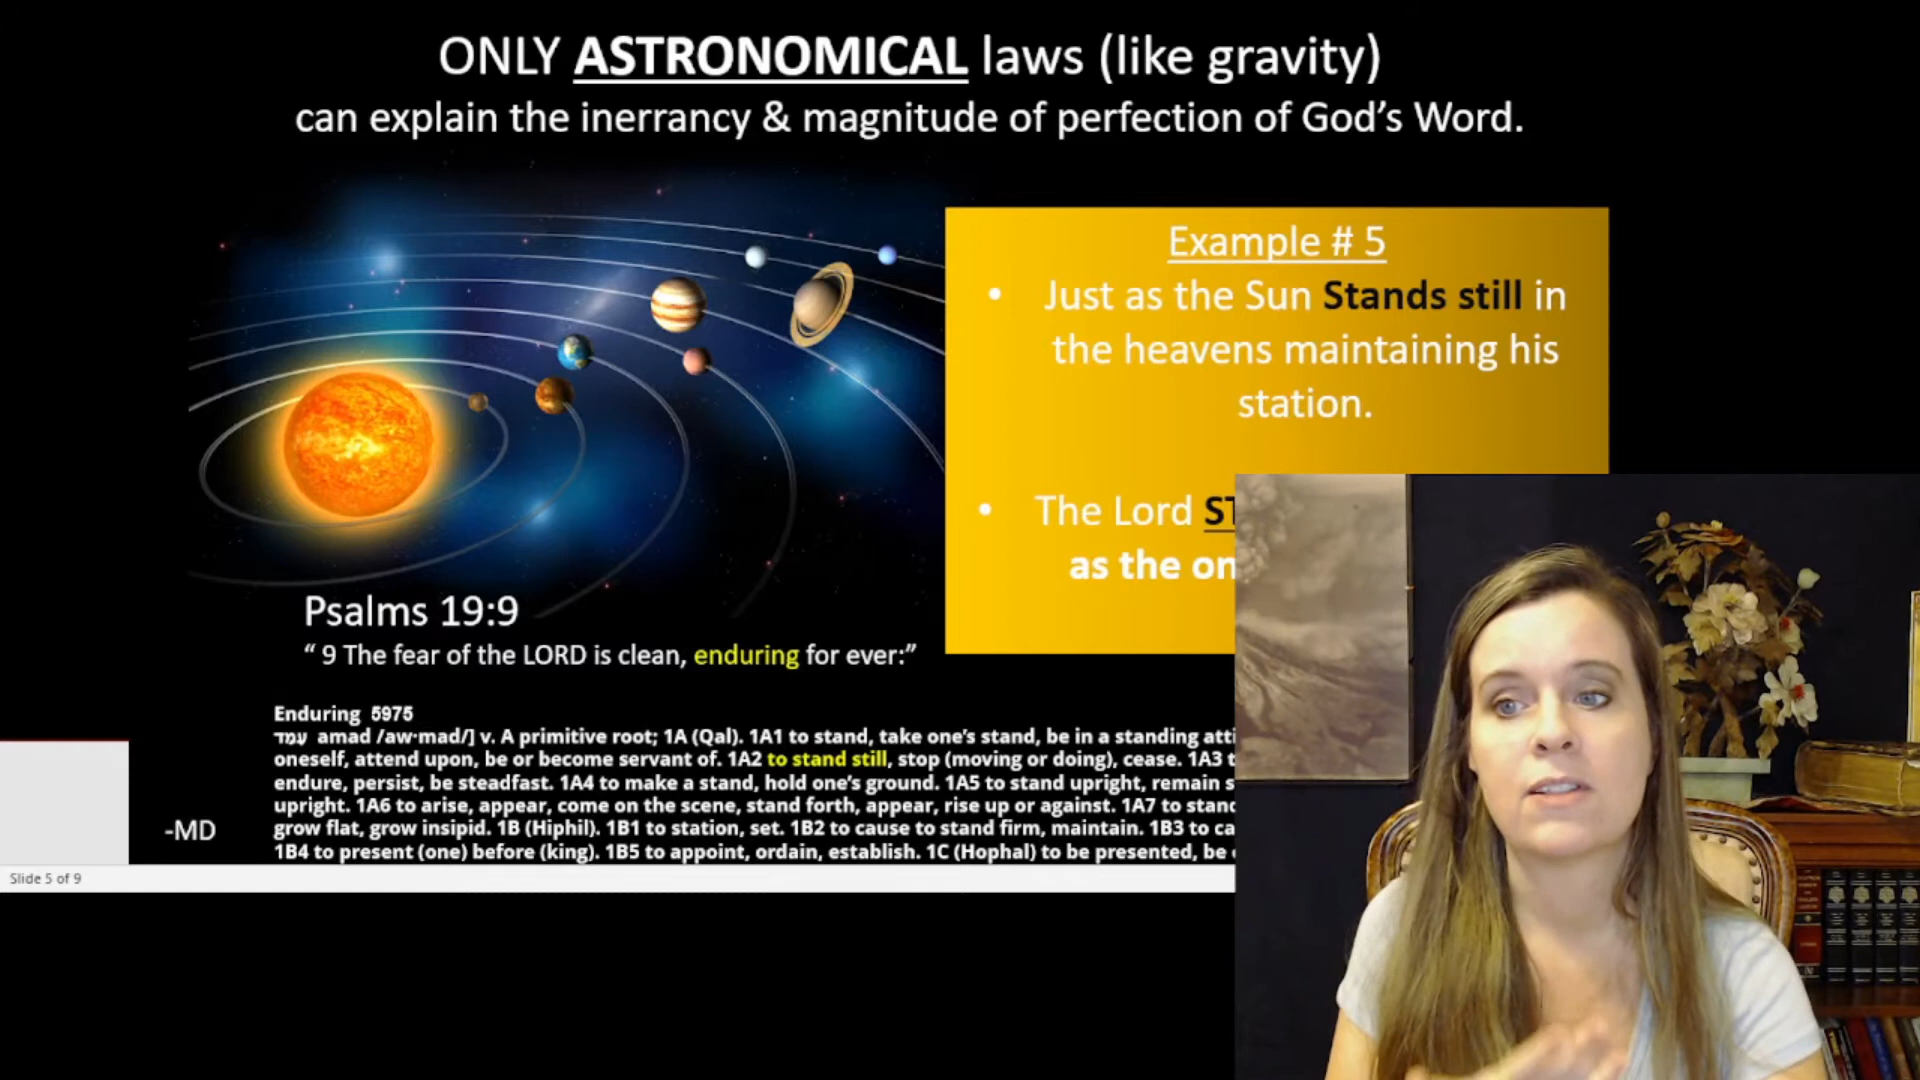 ONLY ASTRONOMICAL laws (like gravity)
can explain the inerrancy & magnitude of perfection of God's Word.
Example # 5
• Just as the Sun Stands still in
the heavens maintaining his
station.
• The Lord
as the
Psalms 19:9
“ 9 The fear of the LORD is clean, enduring for ever:”
Enduring 5975
עמד amad /aw·mad/] v. A primitive root; 1A (Qal). 1A1 to stand, take one's stand, be in a standing
oneself, attend upon, be or become servant of. 1A2 to stand still, stop (moving or doing), cease. 1A3
endure, persist, be steadfast. 1A4 to make a stand, hold one's ground. 1A5 to stand upright, remain
upright. 1A6 to arise, appear, come on the scene, stand forth, appear, rise up or against. 1A7 to
grow flat, grow insipid. 1B (Hiphil). 1B1 to station, set. 1B2 to cause to stand firm, maintain. 1B3 to
1B4 to present (one) before (king). 1B5 to appoint, ordain, establish. 1C (Hophal) to be presented, be
-MD
Slide 5 of 9